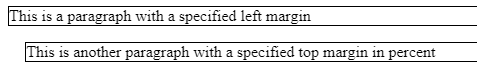 This is a paragraph with a specified left margin
This is another paragraph with a specified top margin in percent